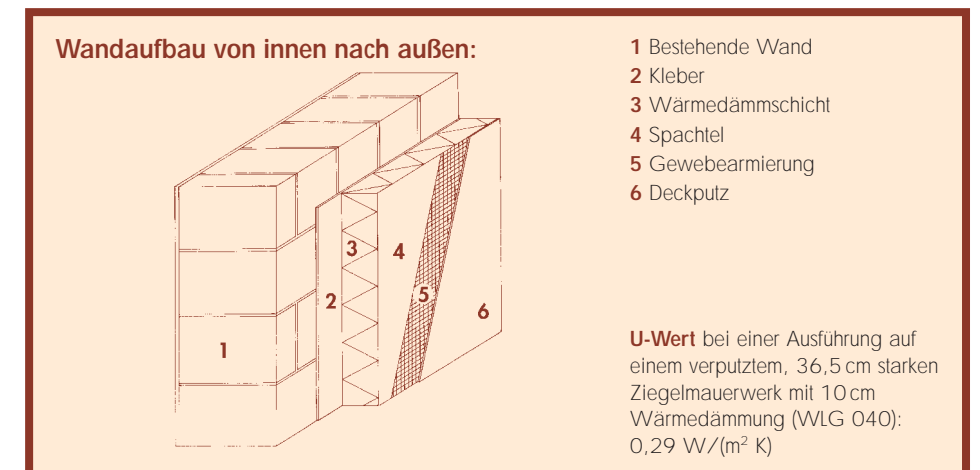 Wandaufbau von innen nach außen:
1 Bestehende Wand
2 Kleber
3 Wärmedämmschicht
4 Spachtel
5 Gewebearmierung
6 Deckputz
1
2
3
4
5
6
U-Wert bei einer Ausführung auf
einem verputztem, 36,5 cm starken
Ziegelmauerwerk mit 10 cm
Wärmedämmung (WLG 040):
0,29 W/(m² K)